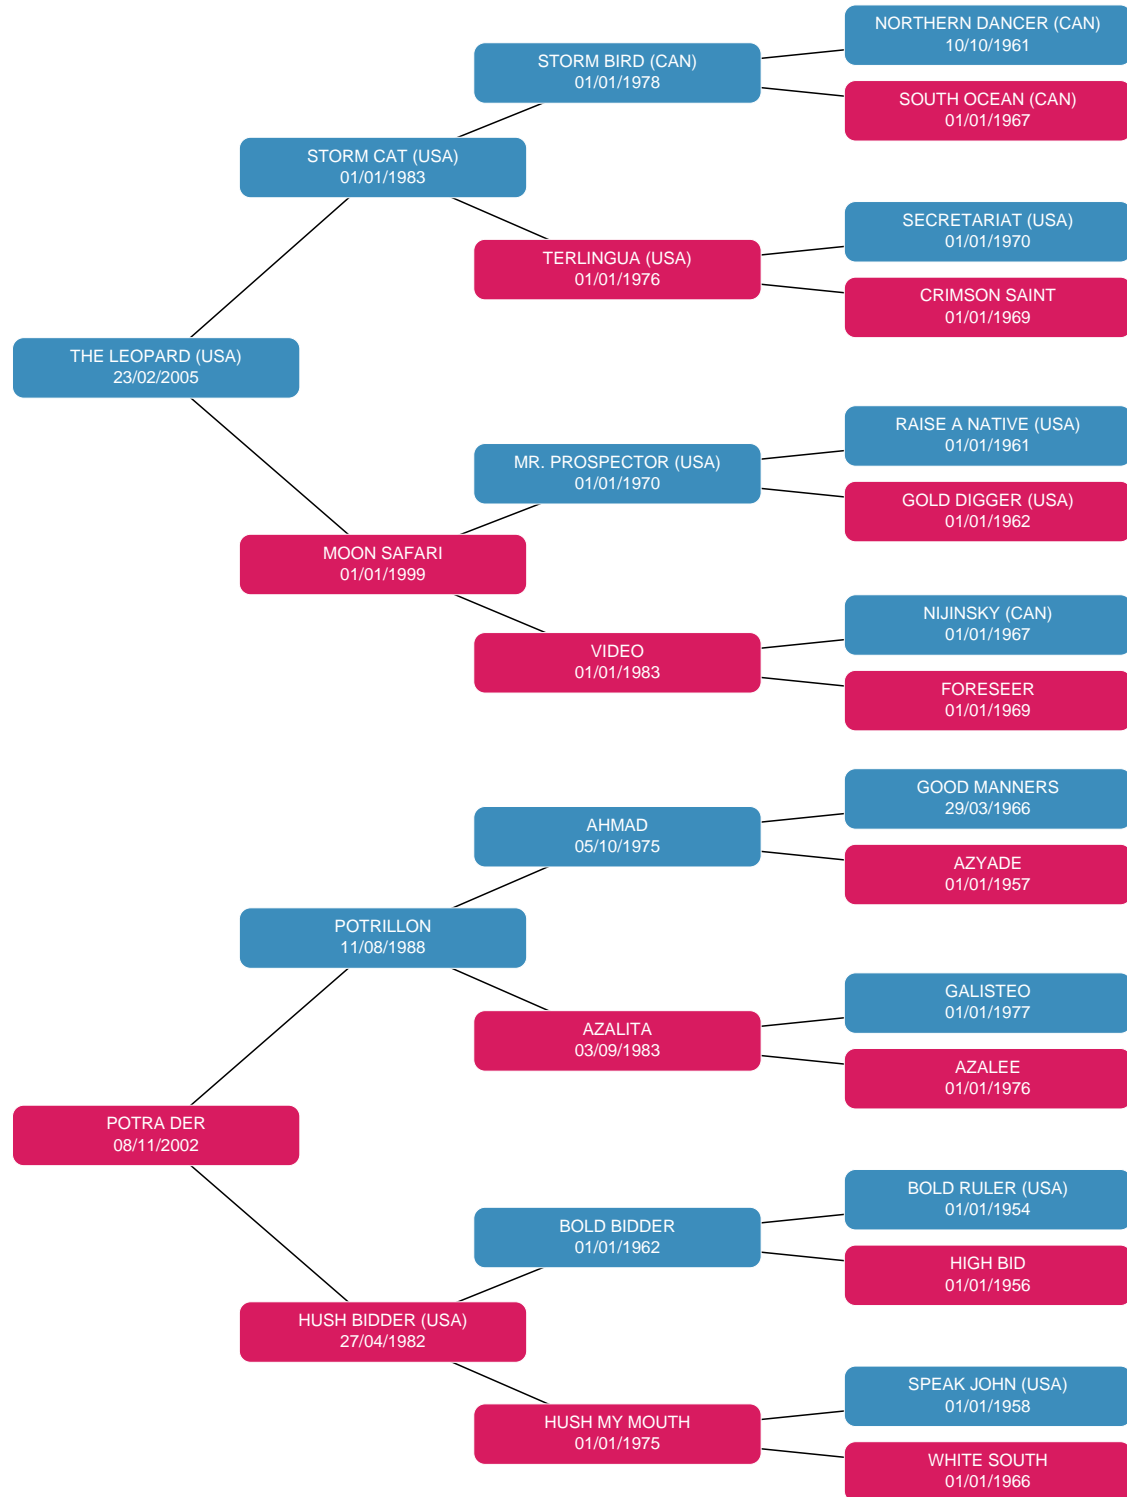 NORTHERN DANCER (CAN)
10/10/1961
STORM BIRD (CAN)
01/01/1978
SOUTH OCEAN (CAN)
01/01/1967
STORM CAT (USA)
01/01/1983
SECRETARIAT (USA)
01/01/1970
TERLINGUA (USA)
01/01/1976
CRIMSON SAINT
01/01/1969
THE LEOPARD (USA)
23/02/2005
RAISE A NATIVE (USA)
01/01/1961
MR. PROSPECTOR (USA)
01/01/1970
GOLD DIGGER (USA)
01/01/1962
MOON SAFARI
01/01/1999
NIJINSKY (CAN)
01/01/1967
VIDEO
01/01/1983
FORESEER
01/01/1969
GOOD MANNERS
29/03/1966
AHMAD
05/10/1975
AZYADE
01/01/1957
POTRILLON
11/08/1988
GALISTEO
01/01/1977
AZALITA
03/09/1983
AZALEE
01/01/1976
POTRA DER
08/11/2002
BOLD RULER (USA)
01/01/1954
BOLD BIDDER
01/01/1962
HIGH BID
01/01/1956
HUSH BIDDER (USA)
27/04/1982
SPEAK JOHN (USA)
01/01/1958
HUSH MY MOUTH
01/01/1975
WHITE SOUTH
01/01/1966